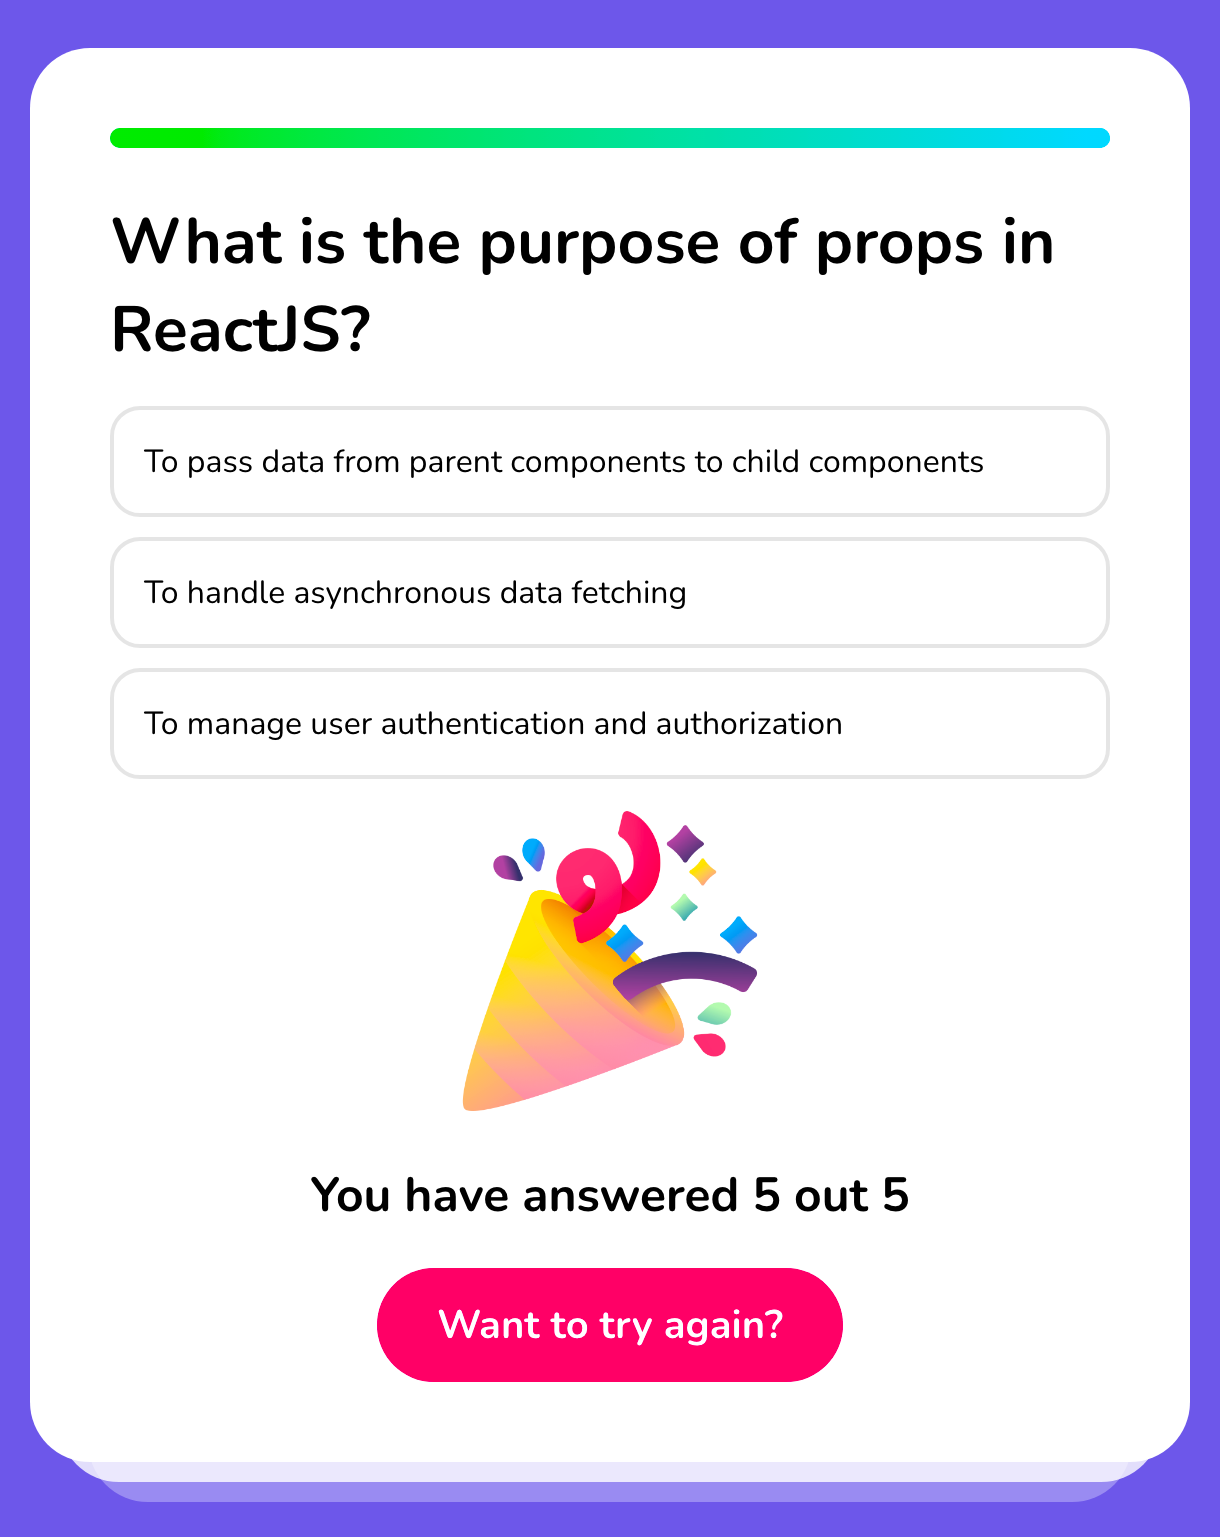 What is the purpose of props in
ReactJS?
To pass data from parent components to child components
To handle asynchronous data fetching
To manage user authentication and authorization
You have answered 5 out 5
Want to try again?